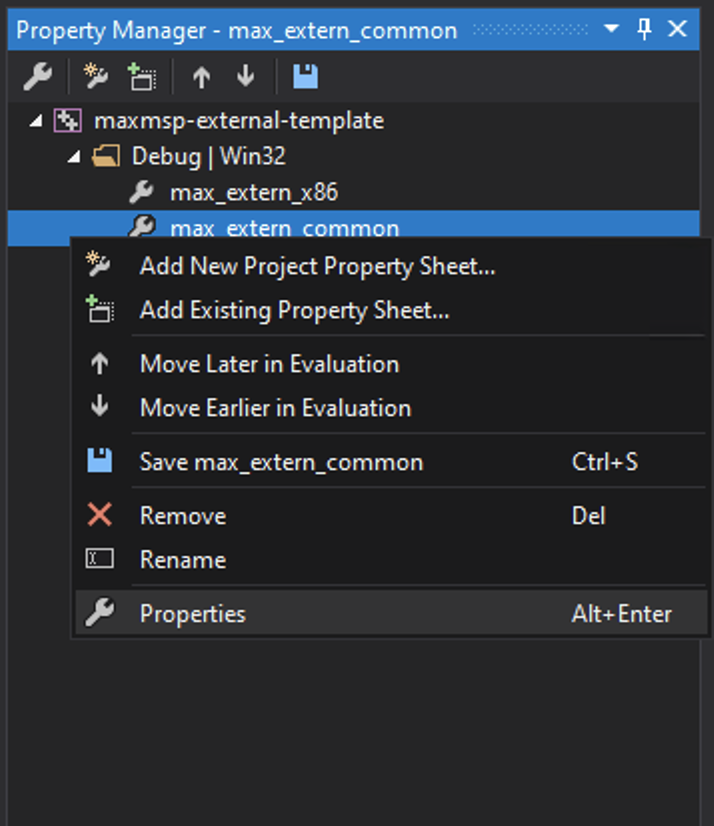 Property Manager - max_extern_common
maxmsp-external-template
Debug | Win32
max_extern_x86
max_extern_common
Add New Project Property Sheet...
Add Existing Property Sheet...
Move Later in Evaluation
Move Earlier in Evaluation
Save max_extern_common Ctrl+S
Remove Del
Rename
Properties Alt+Enter